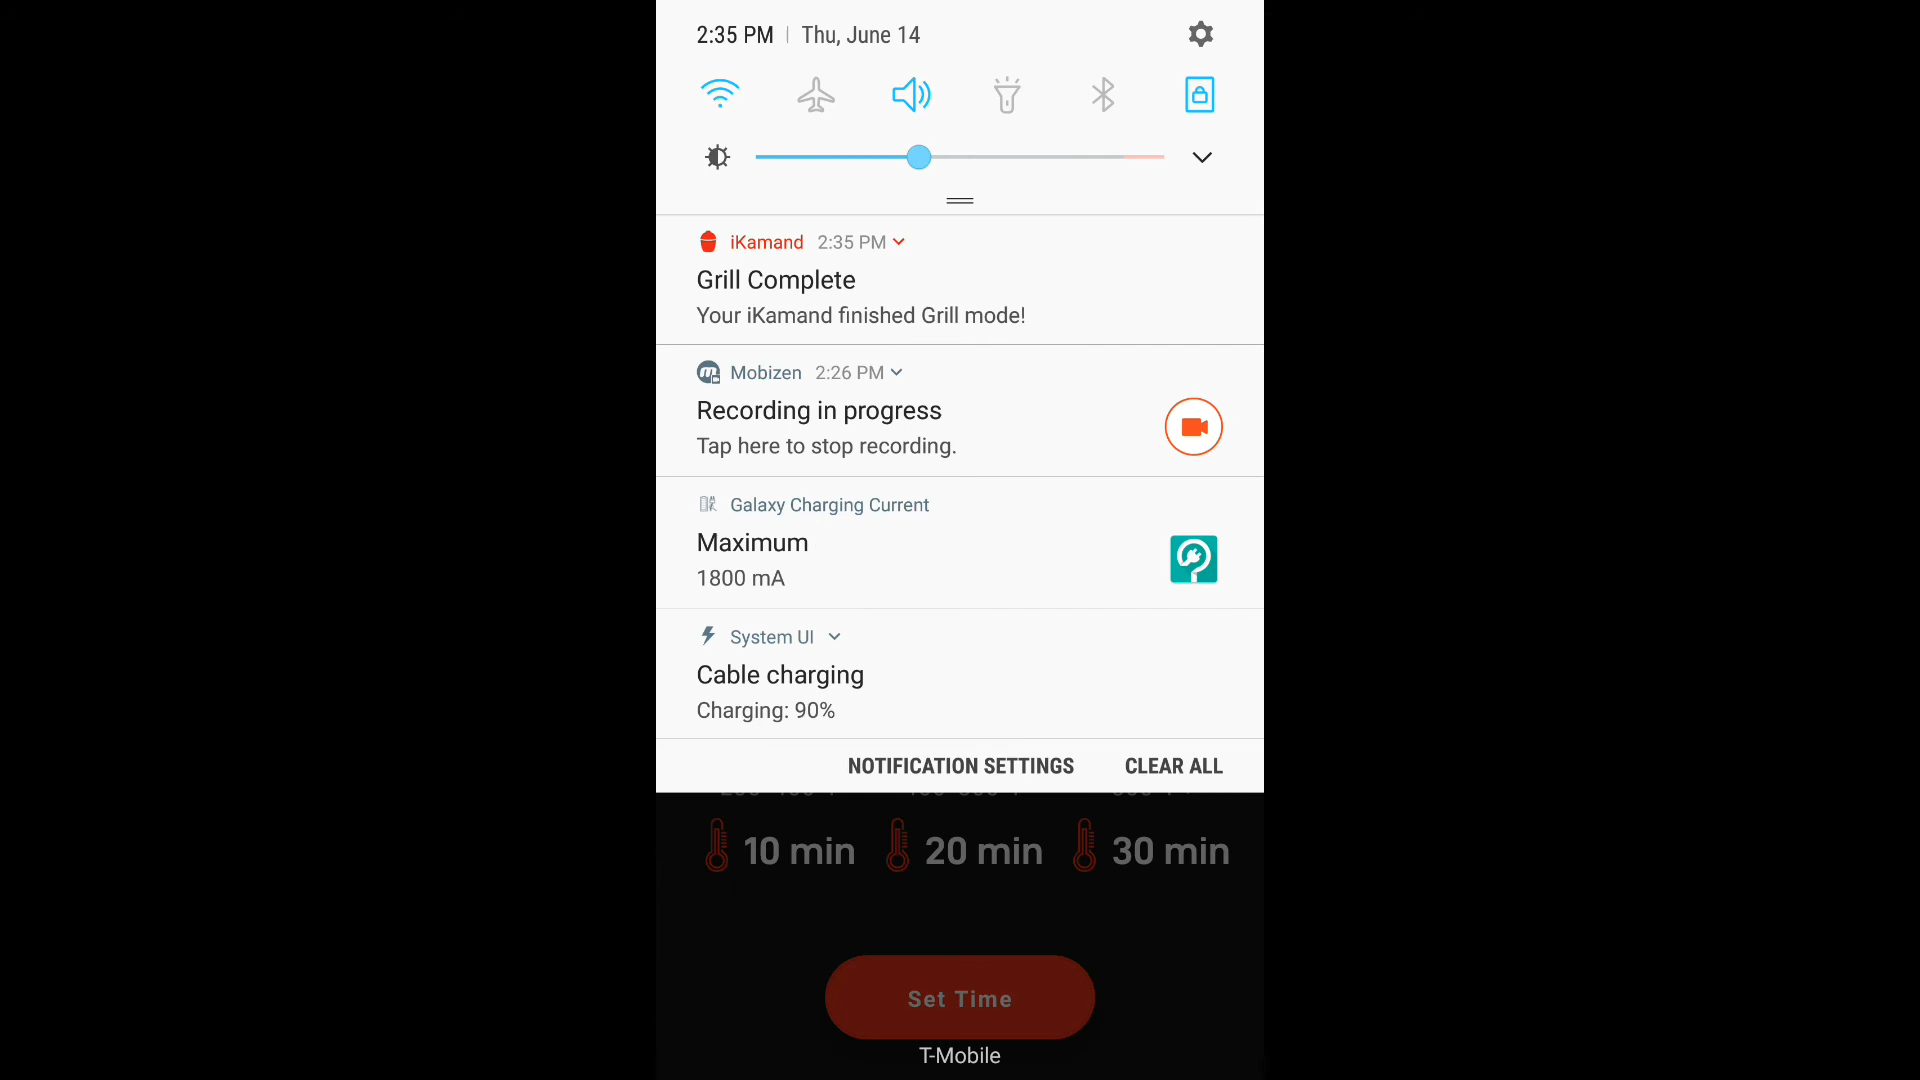 2:35 PM | Thu, June 14
iKamand 2:35 PM
Grill Complete
Your iKamand finished Grill mode!
Mobizen 2:26 PM
Recording in progress
Tap here to stop recording.
Galaxy Charging Current
Maximum
1800 mA
System UI
Cable charging
Charging: 90%
NOTIFICATION SETTINGS CLEAR ALL
10 min 20 min 30 min
Set Time
T-Mobile